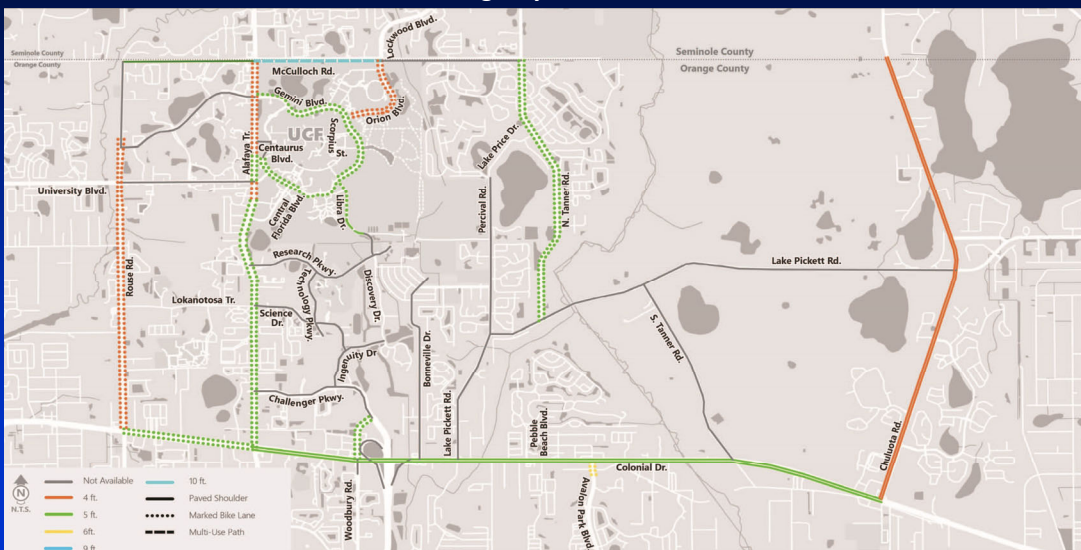 Lockwood Blvd.
Seminole County
Orange County
Seminole County
Orange County
McCulloch Rd.
Gemini Blvd.
Orion Blvd.
UCF
Scorpius
St.
Alafaya Tr.
Centaurus
Blvd.
Lake Price Dr.
University Blvd.
Central
Florida Blvd.
Libra Dr.
Percival Rd.
N. Tanner Rd.
Rouse Rd.
Research Pkwy.
Lake Pickett Rd.
Lokanotosa Tr.
Technology Pkwy.
Discovery Dr.
Science
Dr.
S. Tanner Rd.
Ingenuity Dr
Bonneville Dr.
Challenger Pkwy.
Lake Pickett Rd.
Pebble
Beach Blvd.
Chuluota Rd.
Colonial Dr.
Woodbury Rd.
Avalon Park Blvd.
N
N.T.S.
Not Available
4 ft.
5 ft.
6ft.
9 ft.
10 ft.
Paved Shoulder
Marked Bike Lane
Multi-Use Path